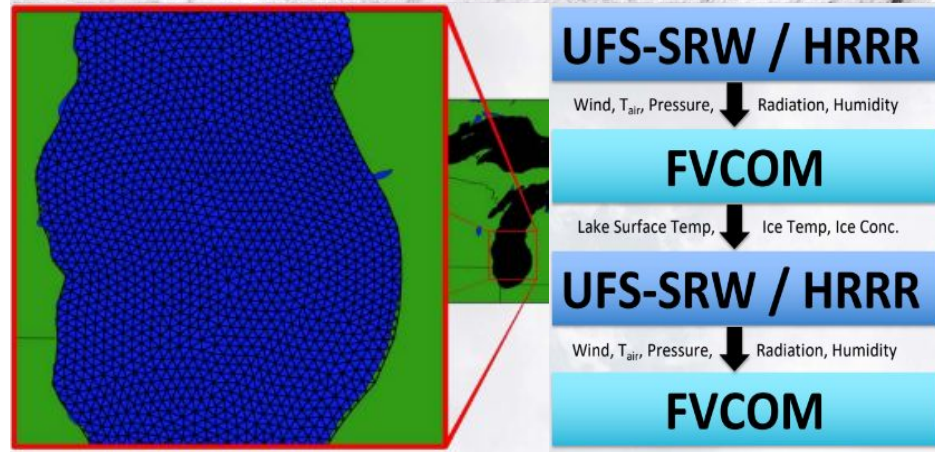 UFS-SRW / HRRR
Wind, Tair, Pressure, Radiation, Humidity
FVCOM
Lake Surface Temp, Ice Temp, Ice Conc.
UFS-SRW / HRRR
Wind, Tair, Pressure, Radiation, Humidity
FVCOM